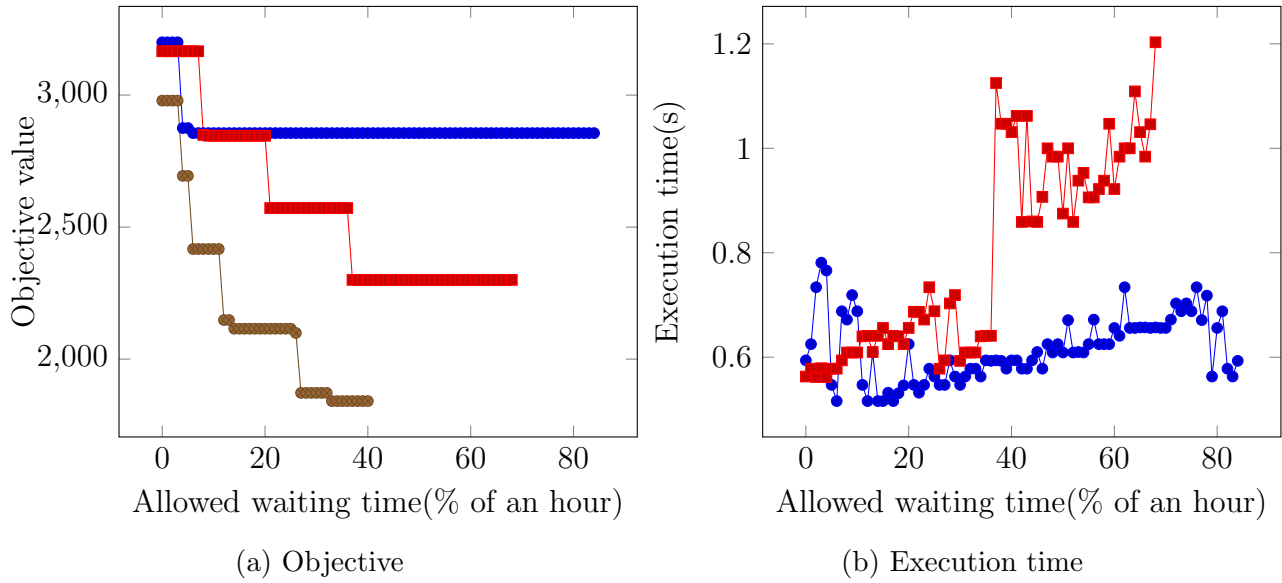 3,000
2,500
2,000
Objective value
0
20
40
60
80
Allowed waiting time(% of an hour)
(a) Objective
1.2
1
0.8
0.6
Execution time(s)
0
20
40
60
80
Allowed waiting time(% of an hour)
(b) Execution time